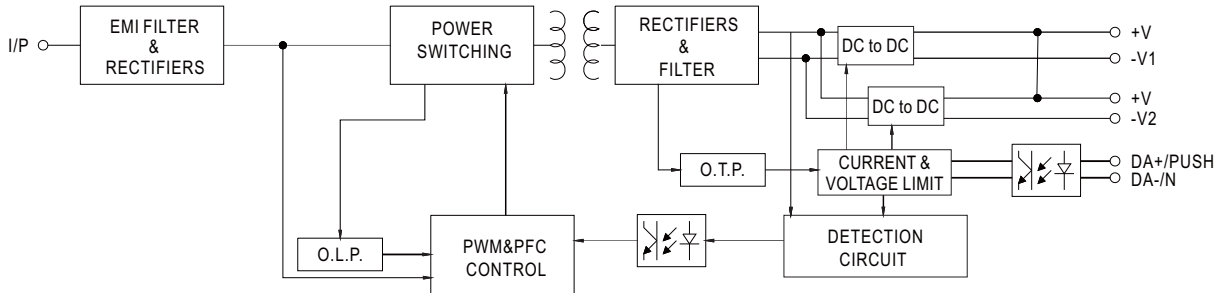 I/P
EMI FILTER
&
RECTIFIERS
POWER
SWITCHING
RECTIFIERS
&
FILTER
DC to DC
+V
-V1
DC to DC
+V
-V2
O.T.P.
CURRENT &
VOLTAGE LIMIT
DA+/PUSH
DA-/N
O.L.P.
PWM&PFC
CONTROL
DETECTION
CIRCUIT